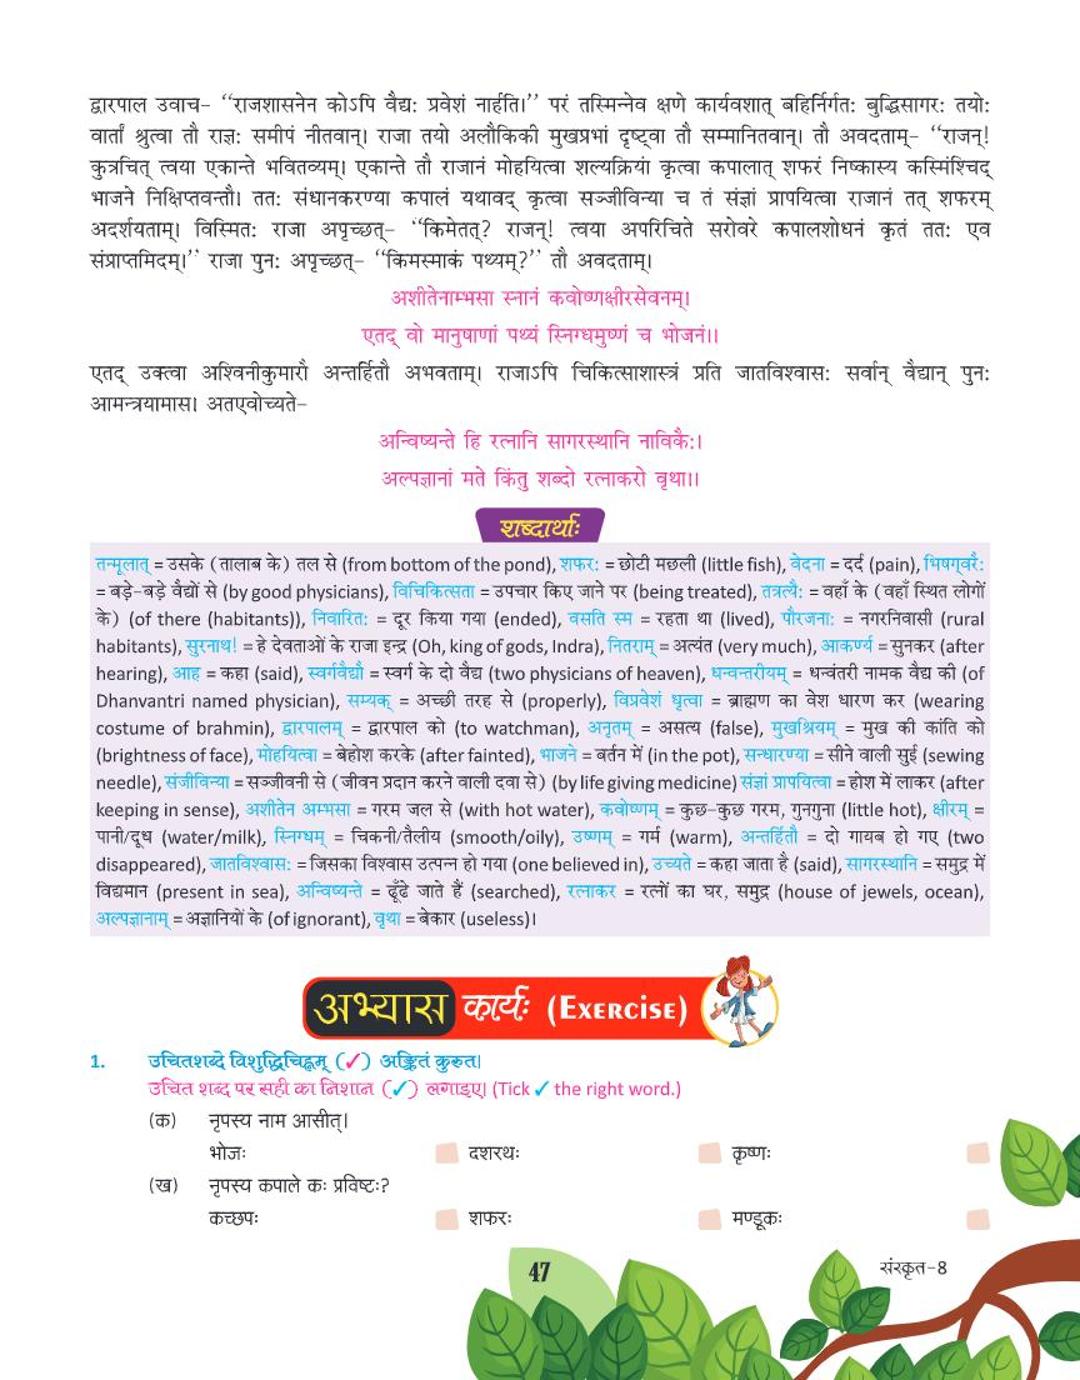 द्वारपाल उवाच– “राजशासनेन कोऽपि वैद्य: प्रवेशं नार्हति।” परं तस्मिन्नेव क्षणे कार्यवशात् बहिर्निर्गत: बुद्धिसागर: तयो:
वार्तां श्रुत्वा तौ राज्ञ: समीपं नीतवान्। राजा तयो अलौकिकी मुखप्रभां दृष्ट्वा तौ सम्मानितवान्। तौ अवदताम्– “राजन्!
कुत्रचित् त्वया एकान्ते भवितव्यम्। एकान्ते तौ राजानं मोहयित्वा शल्यक्रियां कृत्वा कपालात् शफरं निष्कास्य कस्मिंश्चिद्
भाजने निक्षिप्तवन्तौ। तत: संधानकरण्या कपालं यथावद् कृत्वा सञ्जीविन्या च तं संज्ञां प्रापयित्वा राजानं तत् शफरम्
अदर्शयताम्। विस्मित: राजा अपृच्छत्– “किमेतत्? राजन्! त्वया अपरिचिते सरोवरे कपालशोधनं कृतं तत: एव
संप्राप्तमिदम्।” राजा पुन: अपृच्छत्– “किमस्माकं पथ्यम्?” तौ अवदताम्।
अशीतेनाम्भसा स्नानं कवोष्णक्षीरसेवनम्।
एतद् वो मानुषाणां पथ्यं स्निग्धमुष्णं च भोजनं।।
एतद् उक्त्वा अश्विनीकुमारौ अन्तर्हितौ अभवताम्। राजाऽपि चिकित्साशास्त्रं प्रति जातविश्वास: सर्वान् वैद्यान् पुन:
आमन्त्रयामास। अतएवोच्यते–
अन्विष्यन्ते हि रत्नानि सागरस्थानि नाविकै:।
अल्पज्ञानां मते किंतु शब्दो रत्नाकरो वृथा।।
शब्दार्थाः
तन्मूलात् = उसके (तालाब के) तल से (from bottom of the pond), शफर: = छोटी मछली (little fish), वेदना = दर्द (pain), भिषग्वरै:
= बड़े–बड़े वैद्यों से (by good physicians), विचिकित्सता = उपचार किए जाने पर (being treated), तत्रत्यै: = वहाँ के (वहाँ स्थित लोगों
के) (of there (habitants)), निवारित: = दूर किया गया (ended), वसति स्म = रहता था (lived), पौरजना: = नगरनिवासी (rural
habitants), सुरनाथ! = हे देवताओं के राजा इन्द्र (Oh, king of gods, Indra), नितराम् = अत्यंत (very much), आकर्ण्य = सुनकर (after
hearing), आह = कहा (said), स्वर्गवैद्यौ = स्वर्ग के दो वैद्य (two physicians of heaven), धन्वन्तरीयम् = धन्वंतरी नामक वैद्य की (of
Dhanvantri named physician), सम्यक् = अच्छी तरह से (properly), विप्रवेशं धृत्वा = ब्राह्मण का वेश धारण कर (wearing
costume of brahmin), द्वारपालम् = द्वारपाल को (to watchman), अनृतम् = असत्य (false), मुखश्रियम् = मुख की कांति को
(brightness of face), मोहयित्वा = बेहोश करके (after fainted), भाजने = बर्तन में (in the pot), सन्धारण्या = सीने वाली सुई (sewing
needle), संजीविन्या = सञ्जीवनी से (जीवन प्रदान करने वाली दवा से) (by life giving medicine) संज्ञां प्रापयित्वा = होश में लाकर (after
keeping in sense), अशीतेन अम्भसा = गरम जल से (with hot water), कवोष्णम् = कुछ–कुछ गरम, गुनगुना (little hot), क्षीरम् =
पानी/दूध (water/milk), स्निग्धम् = चिकनी/तैलीय (smooth/oily), उष्णम् = गर्म (warm), अन्तर्हितौ = दो गायब हो गए (two
disappeared), जातविश्वास: = जिसका विश्वास उत्पन्न हो गया (one believed in), उच्यते = कहा जाता है (said), सागरस्थानि = समुद्र में
विद्यमान (present in sea), अन्विष्यन्ते = ढूँढे जाते हैं (searched), रत्नाकर = रत्नों का घर, समुद्र (house of jewels, ocean),
अल्पज्ञानाम् = अज्ञानियों के (of ignorant), वृथा = बेकार (useless)।
अभ्यास कार्यः (EXERCISE)
1. उचितशब्दे विशुद्धिचिह्नम् (✓) अङ्कितं कुरुत।
उचित शब्द पर सही का निशान (✓) लगाइए। (Tick ✓ the right word.)
(क) नृपस्य नाम आसीत्।
भोजः दशरथः कृष्णः
(ख) नृपस्य कपाले कः प्रविष्टः?
कच्छपः शफरः मण्डूकः
47 संस्कृत–8